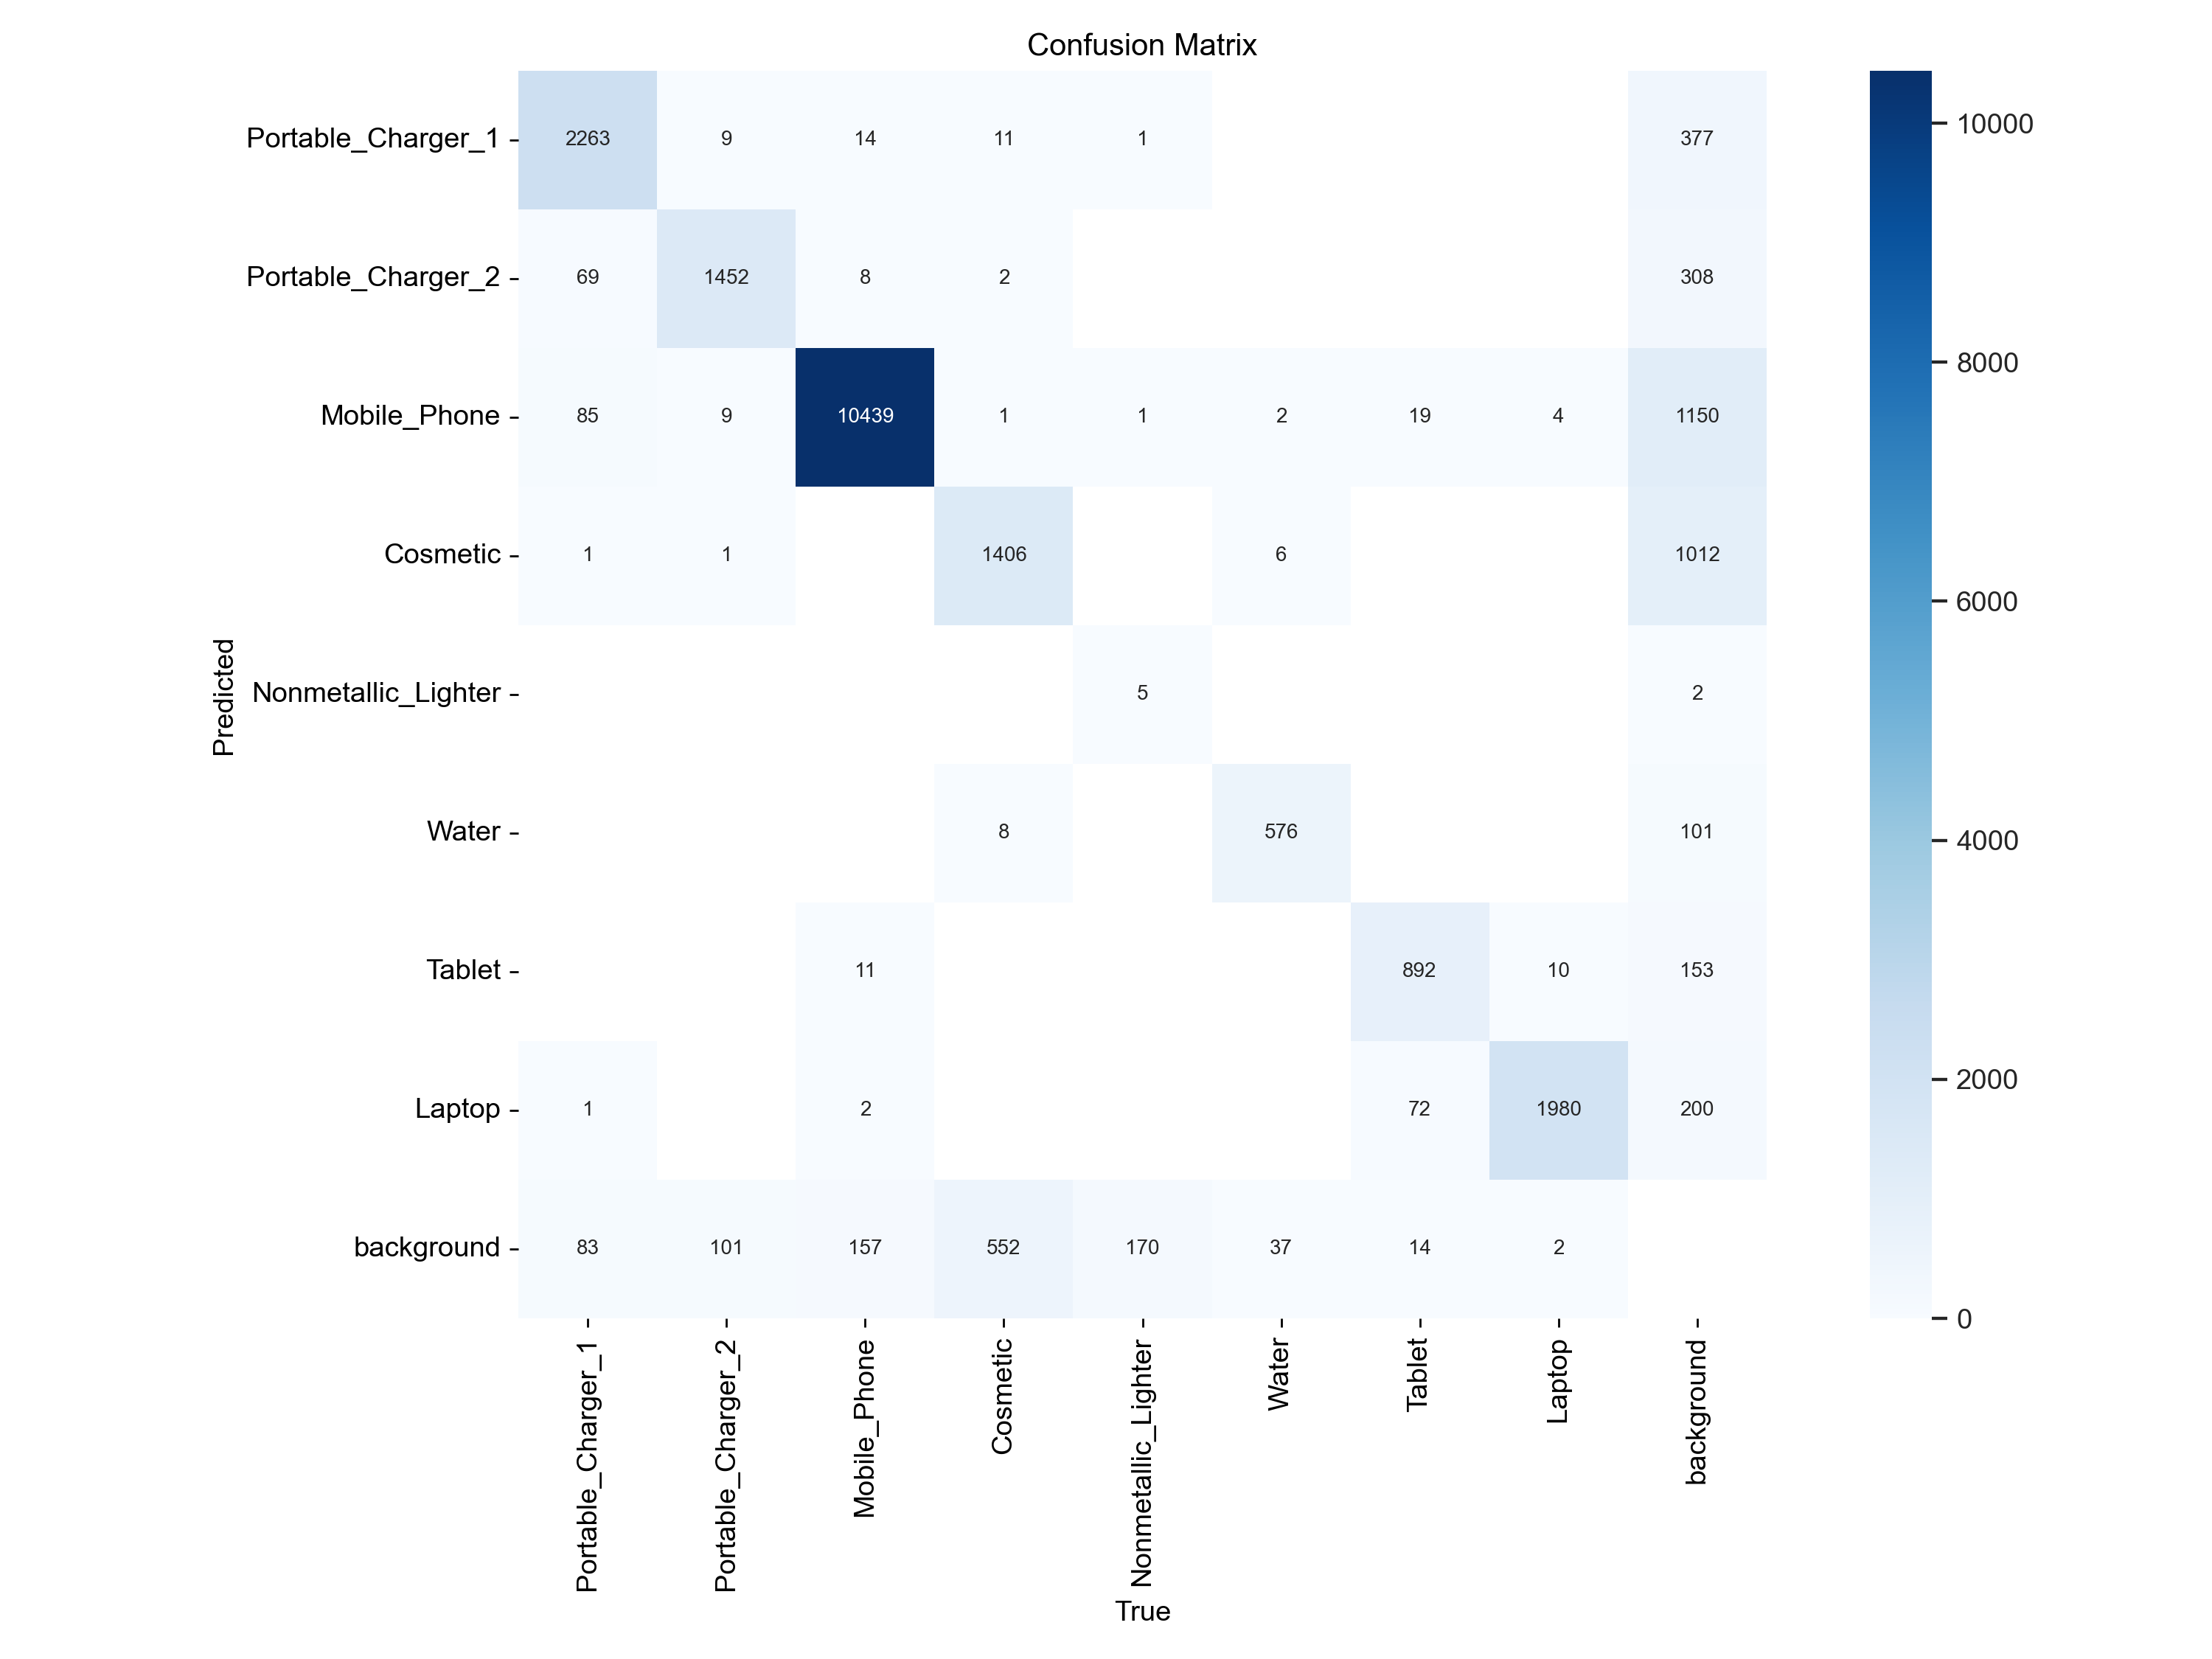 Confusion Matrix
Portable_Charger_1 2263 9 14 11 1 377
Portable_Charger_2 69 1452 8 2 308
Mobile_Phone 85 9 10439 1 1 2 19 4 1150
Cosmetic 1 1 1406 6 1012
Nonmetallic_Lighter 5 2
Water 8 576 101
Tablet 11 892 10 153
Laptop 1 2 72 1980 200
background 83 101 157 552 170 37 14 2
Predicted
Portable_Charger_1
Portable_Charger_2
Mobile_Phone
Cosmetic
Nonmetallic_Lighter
Water
Tablet
Laptop
background
True
10000
8000
6000
4000
2000
0